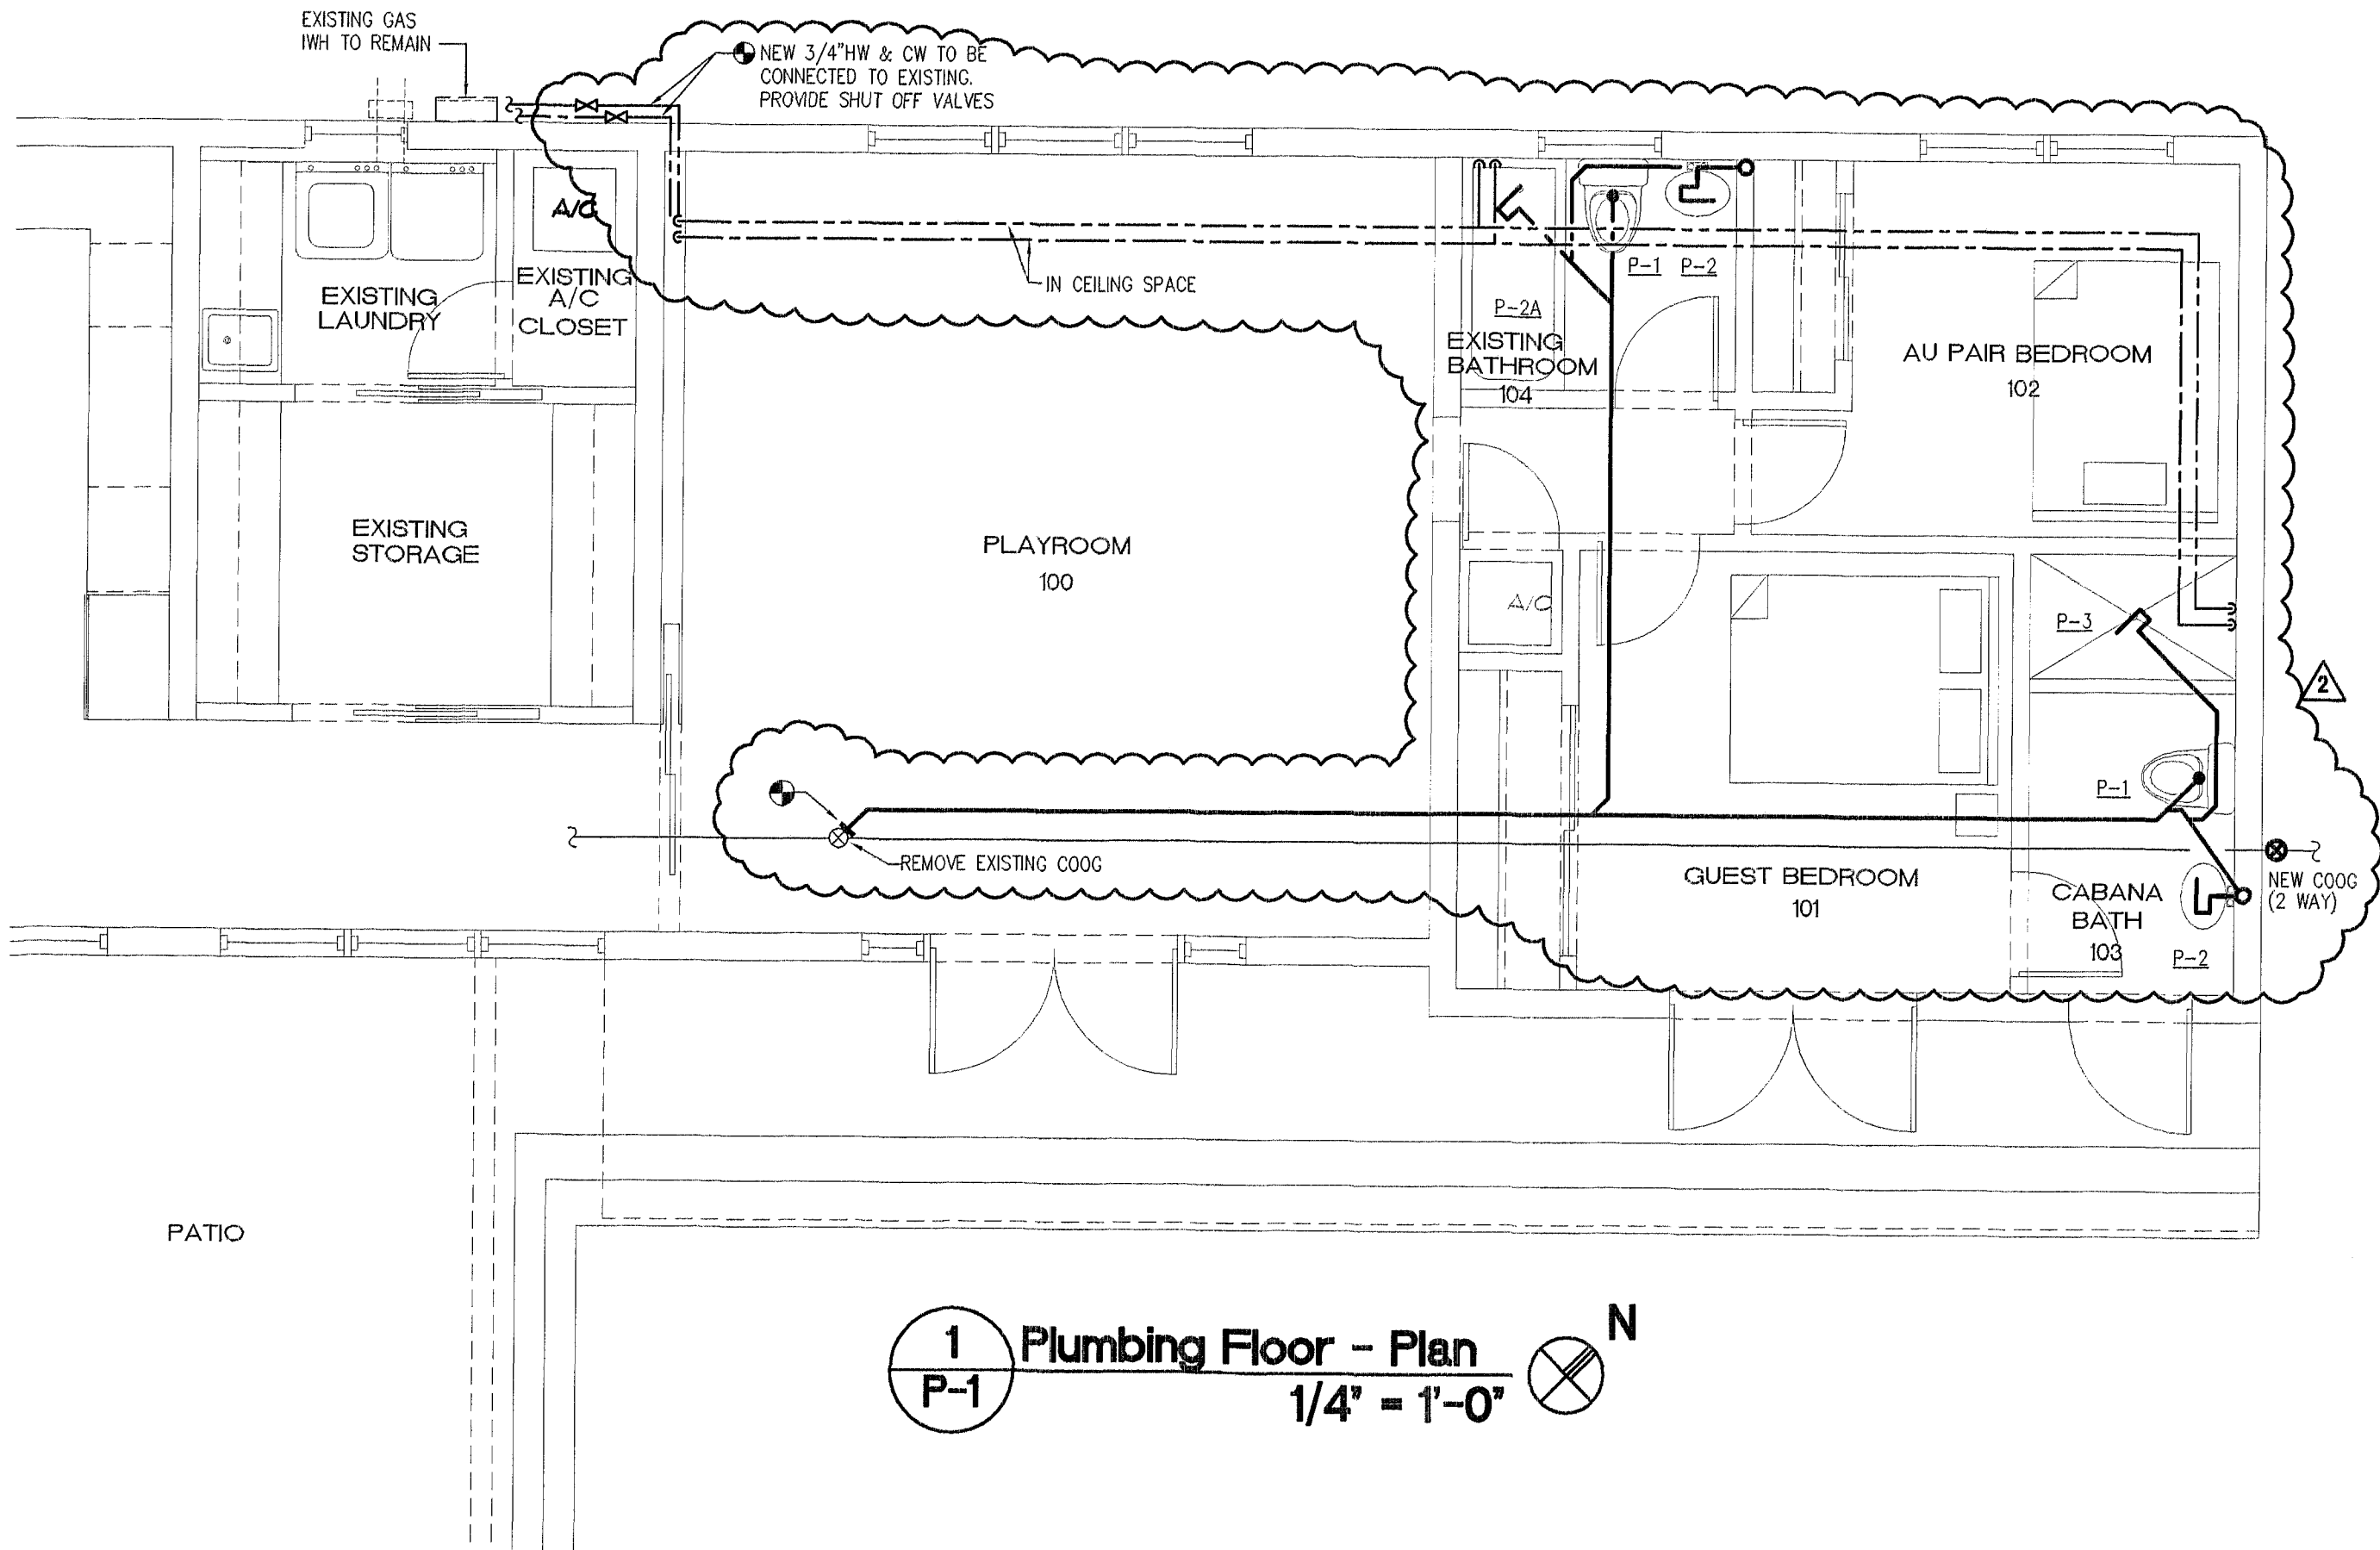 EXISTING GAS
IWH TO REMAIN
NEW 3/4"HW & CW TO BE
CONNECTED TO EXISTING.
PROVIDE SHUT OFF VALVES
A/C
EXISTING
LAUNDRY
EXISTING
A/C
CLOSET
IN CEILING SPACE
P-1
P-2
P-2A
EXISTING
BATHROOM
104
AU PAIR BEDROOM
102
EXISTING
STORAGE
PLAYROOM
100
A/C
P-3
2
P-1
REMOVE EXISTING COOG
GUEST BEDROOM
101
CABANA
BATH
103
P-2
NEW COOG
(2 WAY)
PATIO
1
P-1
Plumbing Floor - Plan
1/4" = 1'-0"
N